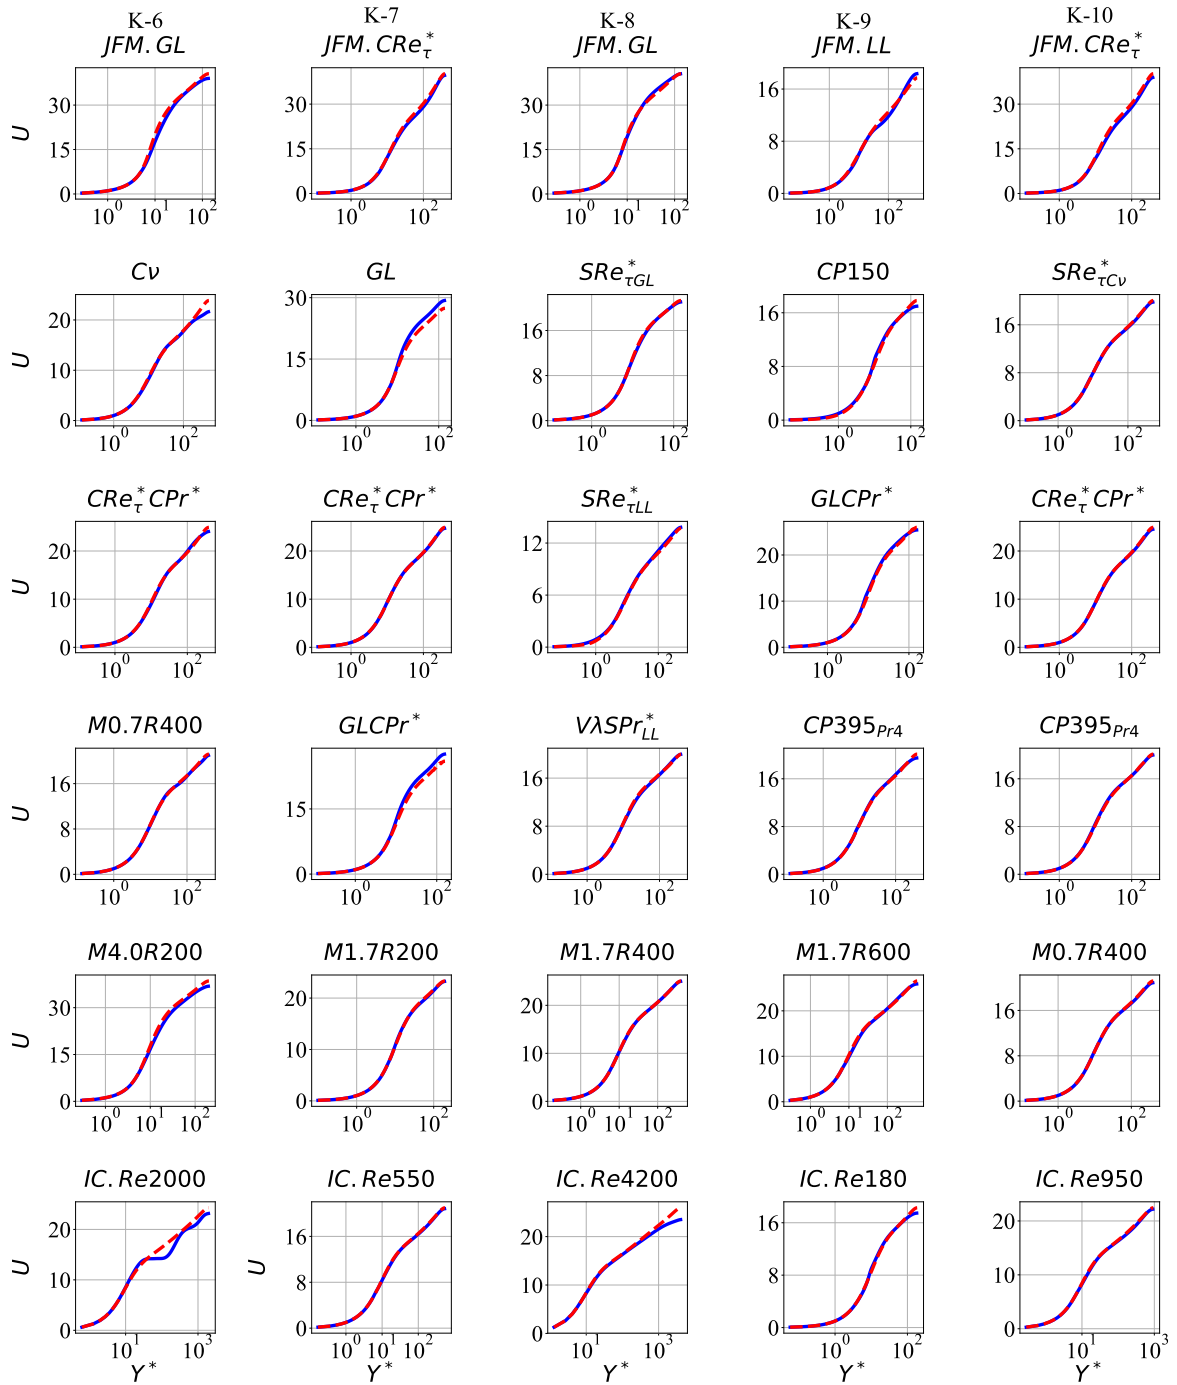 K-6 K-7 K-8 K-9 K-10
JFM.GL JFM.CRe*τ JFM.GL JFM.LL JFM.CRe*τ
30 30 30 16 30
U
15 15 15 8 15
0 0 0 0 0
10⁰ 10¹ 10² 10⁰ 10² 10⁰ 10¹ 10² 10⁰ 10² 10⁰ 10²
Cν GL SRe*τGL CP150 SRe*τCν
20 30 16 16 16
U
10 15 8 8 8
0 0 0 0 0
10⁰ 10² 10⁰ 10² 10⁰ 10² 10⁰ 10² 10⁰ 10²
CRe*τCPr* CRe*τCPr* SRe*τLL GLCPr* CRe*τCPr*
20 20 12 20 20
U
10 10 6 10 10
0 0 0 0 0
10⁰ 10² 10⁰ 10² 10⁰ 10² 10⁰ 10² 10⁰ 10²
M0.7R400 GLCPr* VλSPr*LL CP395Pr4 CP395Pr4
16 15 16 16 16
U
8 8 8 8
0 0 0 0 0
10⁰ 10² 10⁰ 10² 10⁰ 10² 10⁰ 10² 10⁰ 10²
M4.0R200 M1.7R200 M1.7R400 M1.7R600 M0.7R400
30 20 20 20 16
U
15 10 10 10 8
0 0 0 0 0
10⁰ 10¹ 10² 10⁰ 10² 10⁰ 10¹ 10² 10⁰ 10¹ 10² 10⁰ 10²
IC.Re2000 IC.Re550 IC.Re4200 IC.Re180 IC.Re950
20 16 20 16 20
U U
10 8 10 8 10
0 0 0 0 0
10¹ 10³ 10⁰ 10¹ 10² 10¹ 10³ 10⁰ 10² 10¹ 10³
Y* Y* Y* Y* Y*